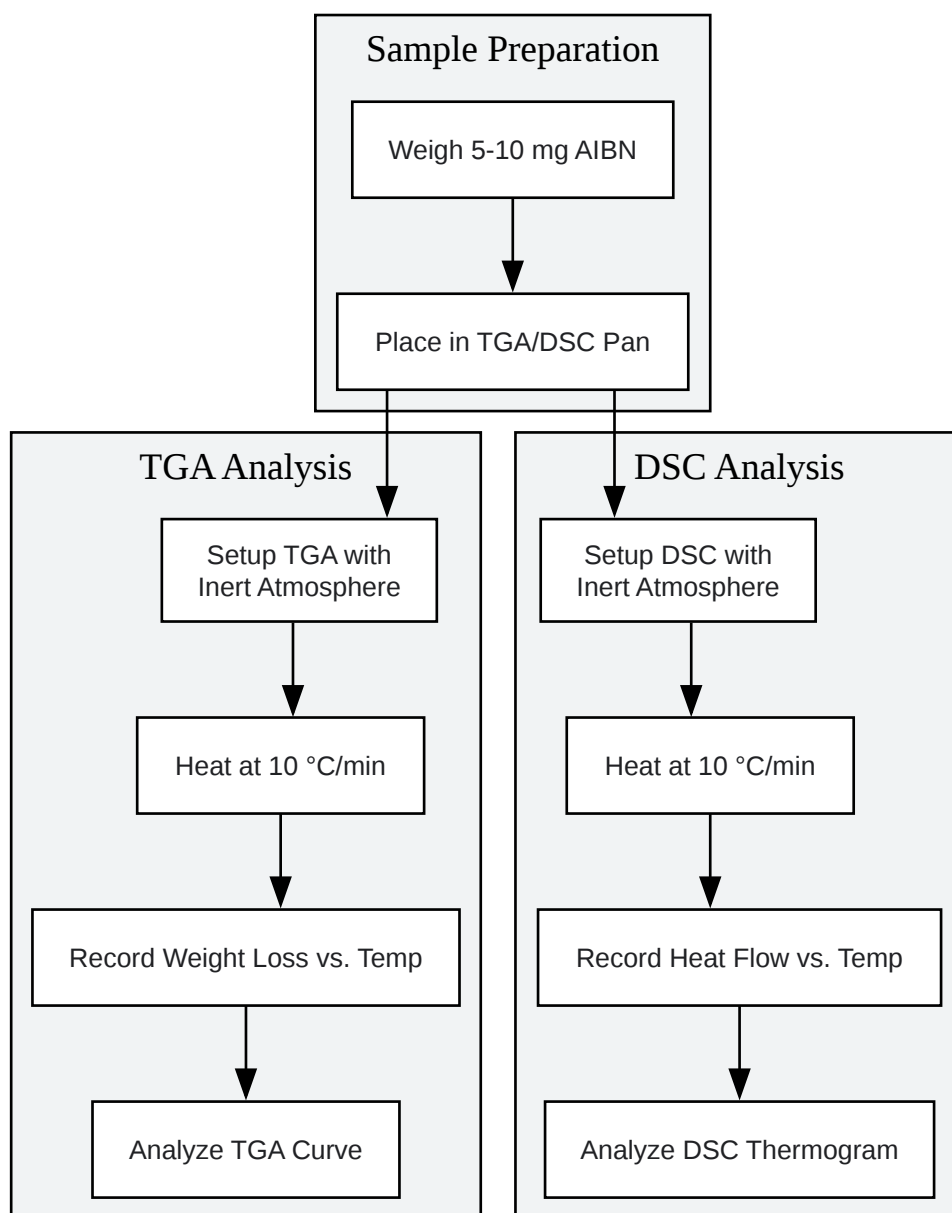 Sample Preparation
Weigh 5-10 mg AIBN
Place in TGA/DSC Pan
TGA Analysis
Setup TGA with
Inert Atmosphere
Heat at 10 °C/min
Record Weight Loss vs. Temp
Analyze TGA Curve
DSC Analysis
Setup DSC with
Inert Atmosphere
Heat at 10 °C/min
Record Heat Flow vs. Temp
Analyze DSC Thermogram